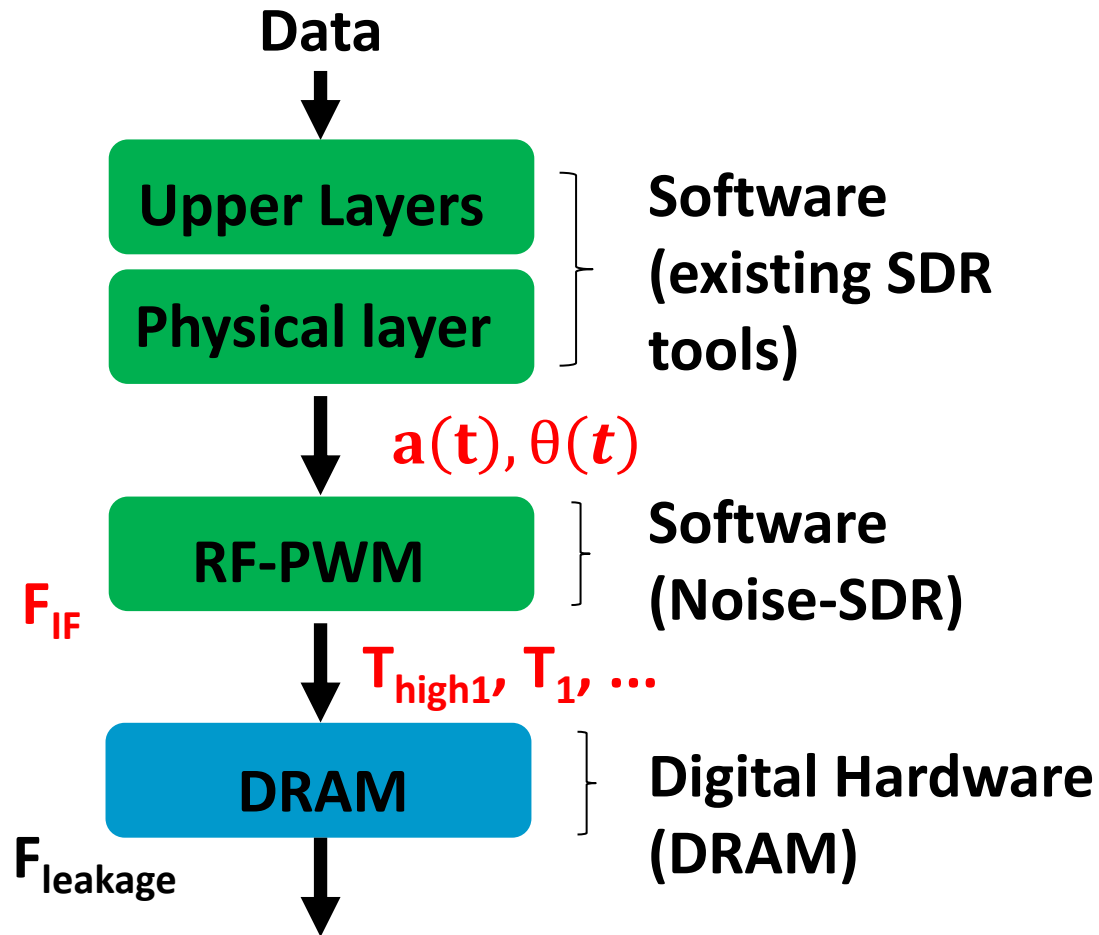 Data
Upper Layers
Physical layer
Software
(existing SDR
tools)
a(t), θ(t)
RF-PWM
Software
(Noise-SDR)
F_IF
T_high1, T_1, ...
DRAM
Digital Hardware
(DRAM)
F_leakage